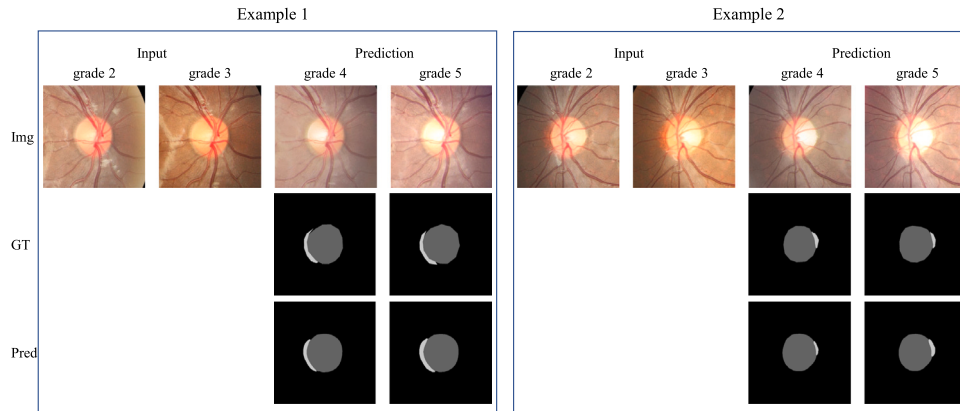 Example 1
Example 2
Input
Prediction
Input
Prediction
grade 2
grade 3
grade 4
grade 5
grade 2
grade 3
grade 4
grade 5
Img
GT
Pred